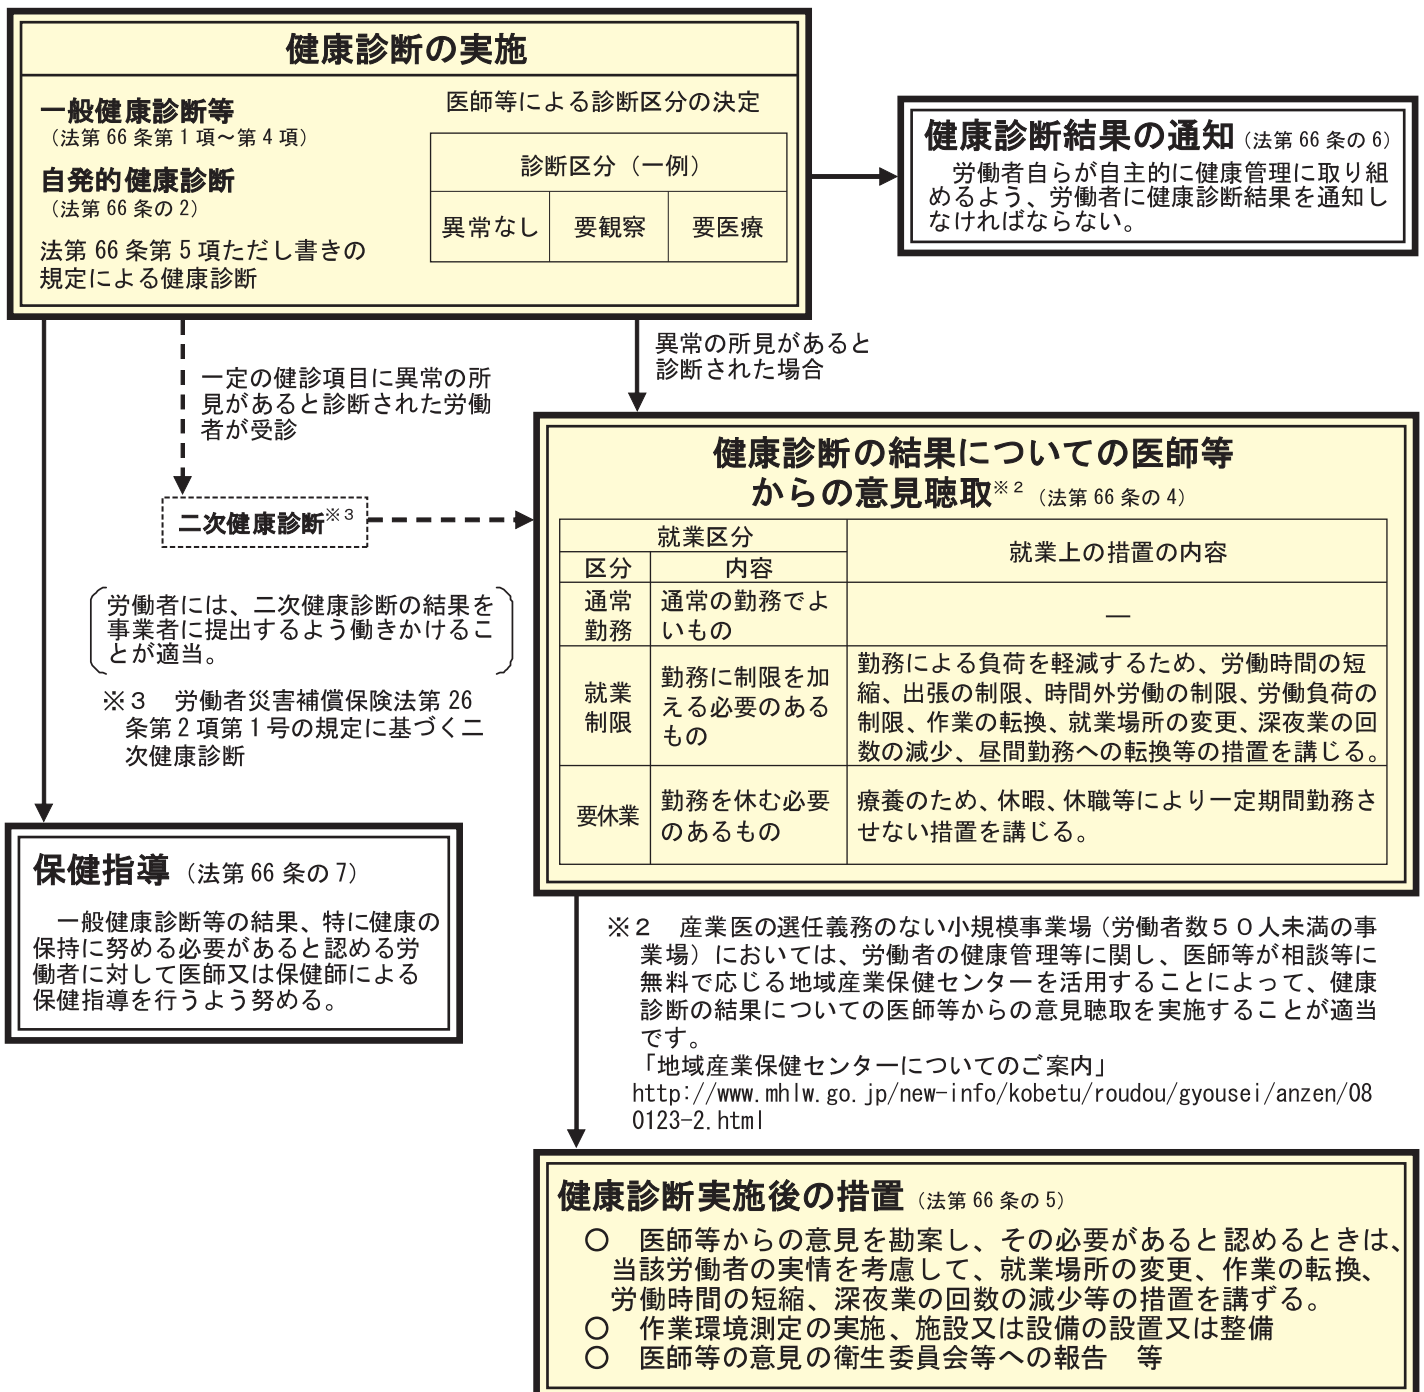 健康診断の実施
一般健康診断等
（法第66条第1項～第4項）
自発的健康診断
（法第66条の2）
法第66条第5項ただし書きの
規定による健康診断
医師等による診断区分の決定
診断区分（一例）
異常なし 要観察 要医療
健康診断結果の通知（法第66条の6）
労働者自らが自主的に健康管理に取り組
めるよう、労働者に健康診断結果を通知し
なければならない。
一定の健診項目に異常の所
見があると診断された労働
者が受診
異常の所見があると
診断された場合
二次健康診断※３
労働者には、二次健康診断の結果を
事業者に提出するよう働きかけるこ
とが適当。
※３　労働者災害補償保険法第26
条第2項第1号の規定に基づく二
次健康診断
健康診断の結果についての医師等
からの意見聴取※２（法第66条の4）
就業区分
就業上の措置の内容
区分 内容
通常
勤務
通常の勤務でよ
いもの
―
就業
制限
勤務に制限を加
える必要のある
もの
勤務による負荷を軽減するため、労働時間の短
縮、出張の制限、時間外労働の制限、労働負荷の
制限、作業の転換、就業場所の変更、深夜業の回
数の減少、昼間勤務への転換等の措置を講じる。
要休業
勤務を休む必要
のあるもの
療養のため、休暇、休職等により一定期間勤務さ
せない措置を講じる。
保健指導（法第66条の7）
一般健康診断等の結果、特に健康の
保持に努める必要があると認める労
働者に対して医師又は保健師による
保健指導を行うよう努める。
※２　産業医の選任義務のない小規模事業場（労働者数５０人未満の事
業場）においては、労働者の健康管理等に関し、医師等が相談等に
無料で応じる地域産業保健センターを活用することによって、健康
診断の結果についての医師等からの意見聴取を実施することが適当
です。
「地域産業保健センターについてのご案内」
http://www.mhlw.go.jp/new-info/kobetu/roudou/gyousei/anzen/08
0123-2.html
健康診断実施後の措置（法第66条の5）
○　医師等からの意見を勘案し、その必要があると認めるときは、
当該労働者の実情を考慮して、就業場所の変更、作業の転換、
労働時間の短縮、深夜業の回数の減少等の措置を講ずる。
○　作業環境測定の実施、施設又は設備の設置又は整備
○　医師等の意見の衛生委員会等への報告　等